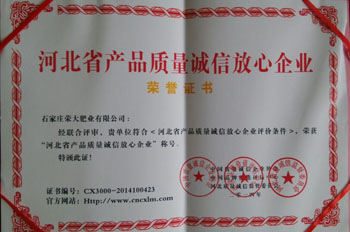 河北省产品质量诚信放心企业
荣誉证书
石家庄荣大肥业有限公司：
经联合评审，贵单位符合<河北省产品质量诚信放心企业评价条件>，荣获
“河北省产品质量诚信放心企业”称号。
特颁此证！
证书编号：CX3000-2014100423
官方网站：Http://www.cncxlm.com